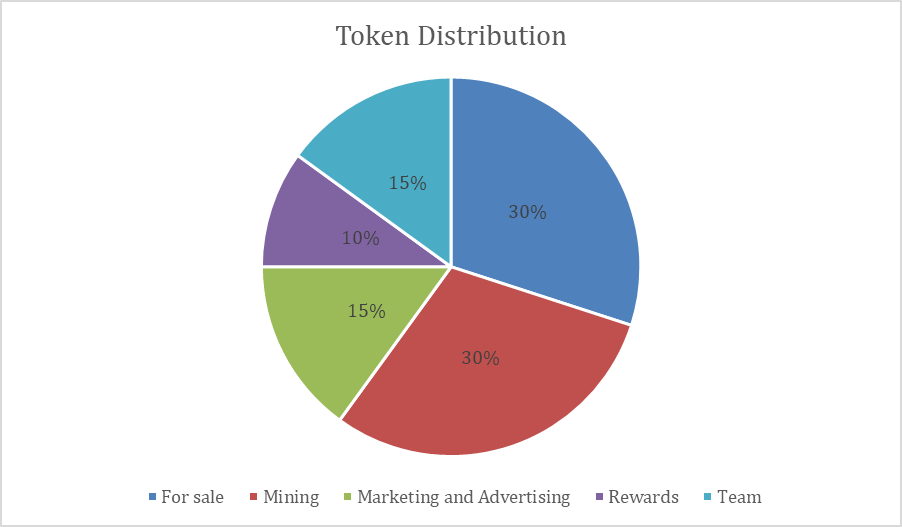 Token Distribution
15%
30%
10%
15%
30%
For sale Mining Marketing and Advertising Rewards Team